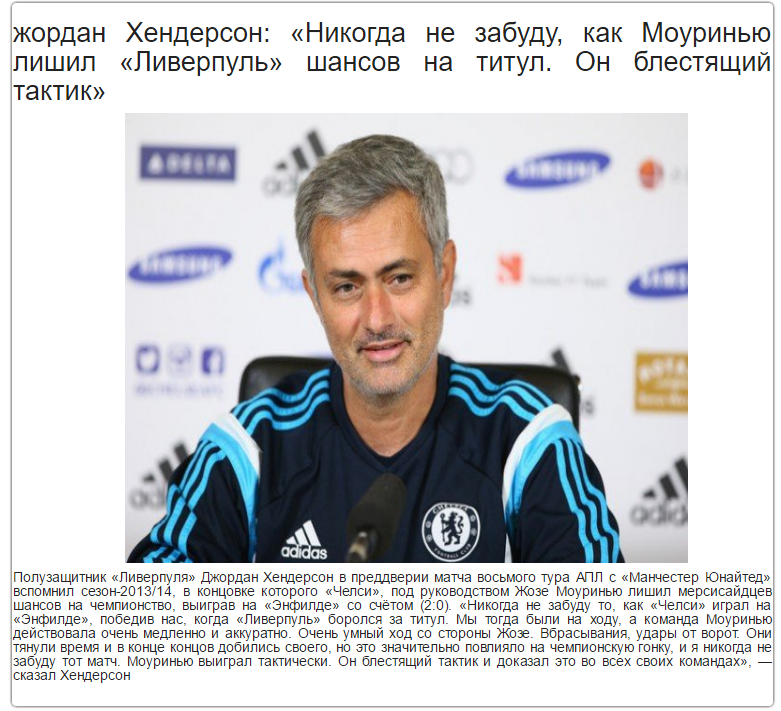 жордан Хендерсон: «Никогда не забуду, как Моуринью
лишил «Ливерпуль» шансов на титул. Он блестящий
тактик»
DELTA
adidas
SAMSUNG
SAMSUNG
SAMSUNG
adidas
adidas
CHELSEA
FOOTBALL CLUB
adidas
Полузащитник «Ливерпуля» Джордан Хендерсон в преддверии матча восьмого тура АПЛ с «Манчестер Юнайтед»
вспомнил сезон-2013/14, в концовке которого «Челси», под руководством Жозе Моуринью лишил мерсисайдцев
шансов на чемпионство, выиграв на «Энфилде» со счётом (2:0). «Никогда не забуду то, как «Челси» играл на
«Энфилде», победив нас, когда «Ливерпуль» боролся за титул. Мы тогда были на ходу, а команда Моуринью
действовала очень медленно и аккуратно. Очень умный ход со стороны Жозе. Вбрасывания, удары от ворот. Они
тянули время и в конце концов добились своего, но это значительно повлияло на чемпионскую гонку, и я никогда не
забуду тот матч. Моуринью выиграл тактически. Он блестящий тактик и доказал это во всех своих командах», —
сказал Хендерсон